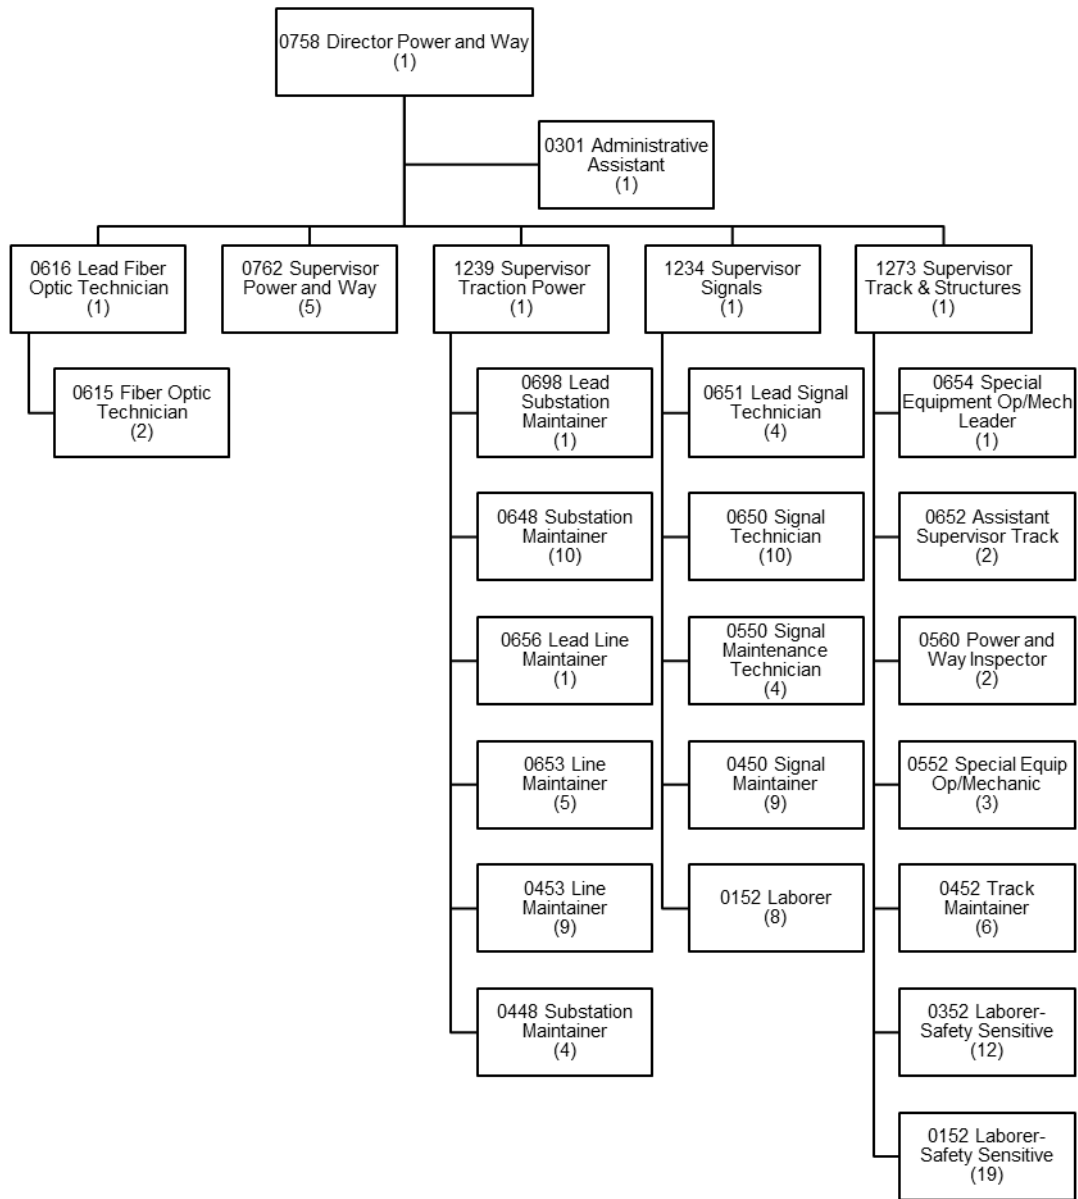 0758 Director Power and Way
(1)
0301 Administrative
Assistant
(1)
0616 Lead Fiber
Optic Technician
(1)
0762 Supervisor
Power and Way
(5)
1239 Supervisor
Traction Power
(1)
1234 Supervisor
Signals
(1)
1273 Supervisor
Track & Structures
(1)
0615 Fiber Optic
Technician
(2)
0698 Lead
Substation
Maintainer
(1)
0648 Substation
Maintainer
(10)
0656 Lead Line
Maintainer
(1)
0653 Line
Maintainer
(5)
0453 Line
Maintainer
(9)
0448 Substation
Maintainer
(4)
0651 Lead Signal
Technician
(4)
0650 Signal
Technician
(10)
0550 Signal
Maintenance
Technician
(4)
0450 Signal
Maintainer
(9)
0152 Laborer
(8)
0654 Special
Equipment Op/Mech
Leader
(1)
0652 Assistant
Supervisor Track
(2)
0560 Power and
Way Inspector
(2)
0552 Special Equip
Op/Mechanic
(3)
0452 Track
Maintainer
(6)
0352 Laborer-
Safety Sensitive
(12)
0152 Laborer-
Safety Sensitive
(19)